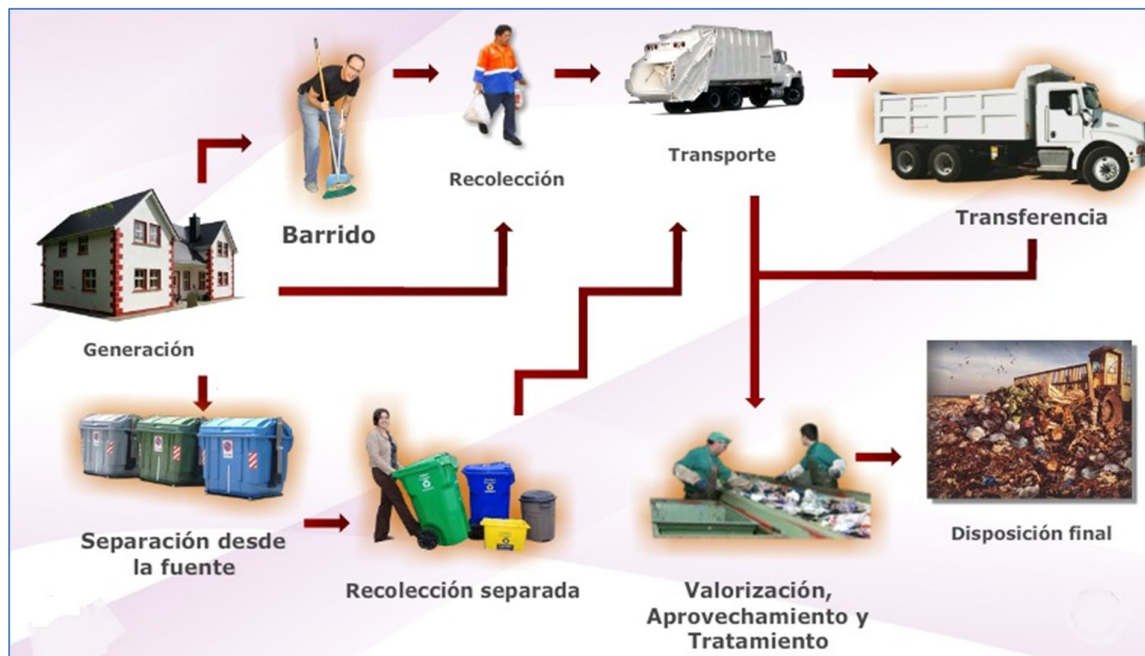 Recolección
Transporte
Transferencia
Barrido
Generación
Separación desde
la fuente
Recolección separada
Valorización,
Aprovechamiento y
Tratamiento
Disposición final